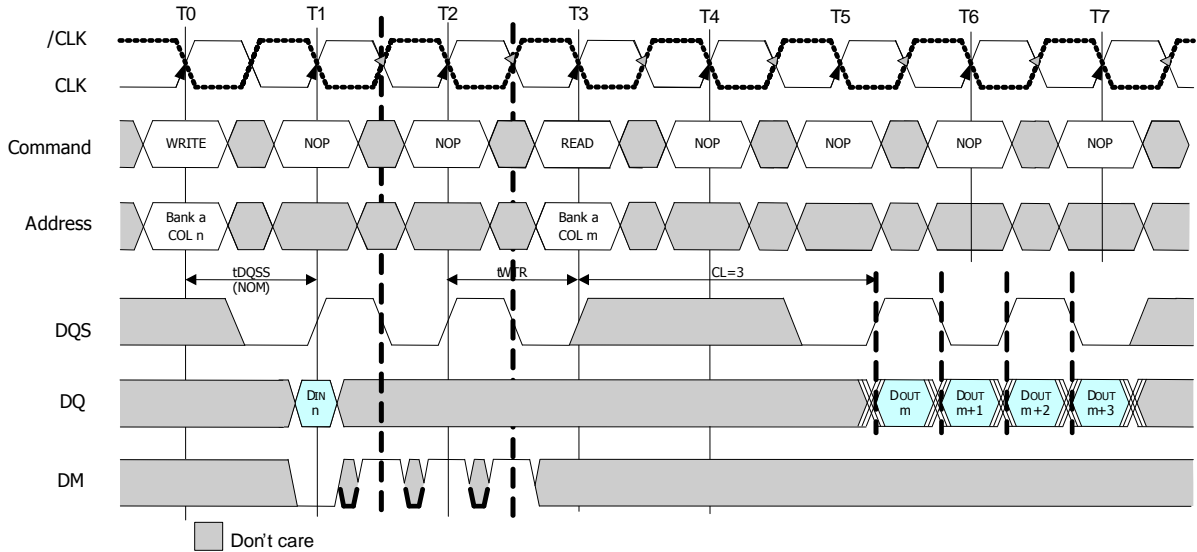 T0 T1 T2 T3 T4 T5 T6 T7
/CLK
CLK
Command WRITE NOP NOP READ NOP NOP NOP NOP
Address Bank a COL n Bank a COL m
tDQSS (NOM) tWTR CL=3
DQS
DQ DIN n DOUT m DOUT m+1 DOUT m+2 DOUT m+3
DM
Don't care